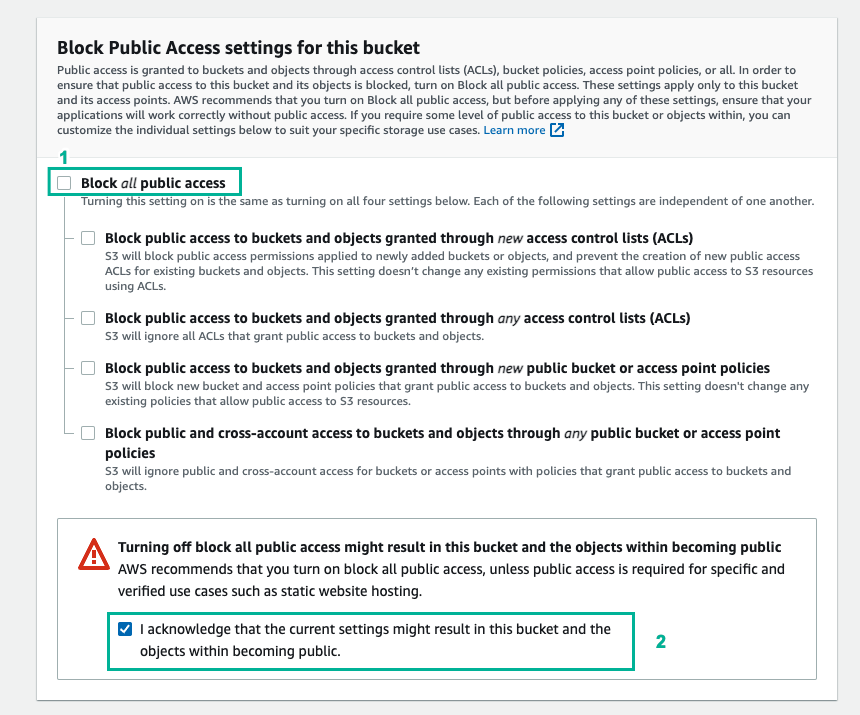 Block Public Access settings for this bucket
Public access is granted to buckets and objects through access control lists (ACLs), bucket policies, access point policies, or all. In order to
ensure that public access to this bucket and its objects is blocked, turn on Block all public access. These settings apply only to this bucket
and its access points. AWS recommends that you turn on Block all public access, but before applying any of these settings, ensure that your
applications will work correctly without public access. If you require some level of public access to this bucket or objects within, you can
customize the individual settings below to suit your specific storage use cases. Learn more
1
Block all public access
Turning this setting on is the same as turning on all four settings below. Each of the following settings are independent of one another.
Block public access to buckets and objects granted through new access control lists (ACLs)
S3 will block public access permissions applied to newly added buckets or objects, and prevent the creation of new public access
ACLs for existing buckets and objects. This setting doesn't change any existing permissions that allow public access to S3 resources
using ACLs.
Block public access to buckets and objects granted through any access control lists (ACLs)
S3 will ignore all ACLs that grant public access to buckets and objects.
Block public access to buckets and objects granted through new public bucket or access point policies
S3 will block new bucket and access point policies that grant public access to buckets and objects. This setting doesn't change any
existing policies that allow public access to S3 resources.
Block public and cross-account access to buckets and objects through any public bucket or access point
policies
S3 will ignore public and cross-account access for buckets or access points with policies that grant public access to buckets and
objects.
Turning off block all public access might result in this bucket and the objects within becoming public
AWS recommends that you turn on block all public access, unless public access is required for specific and
verified use cases such as static website hosting.
I acknowledge that the current settings might result in this bucket and the
objects within becoming public.
2